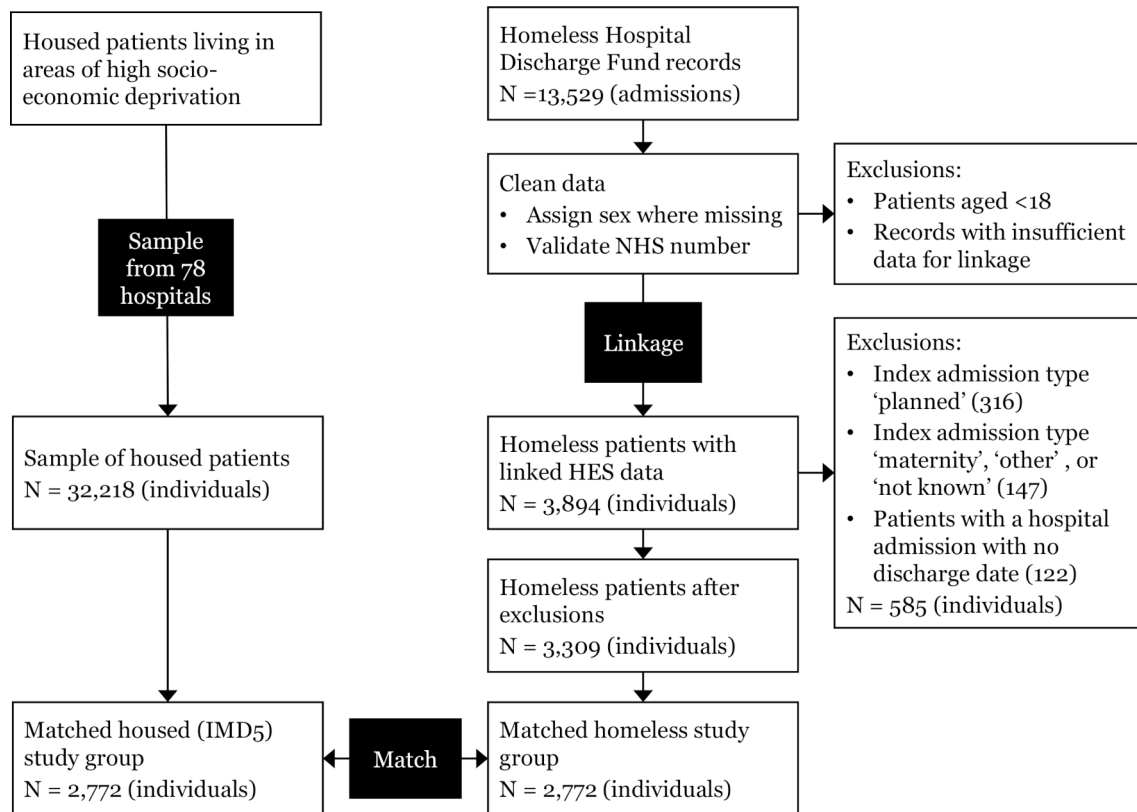 Housed patients living in
areas of high socio-
economic deprivation
Sample
from 78
hospitals
Sample of housed patients
N = 32,218 (individuals)
Matched housed (IMD5)
study group
N = 2,772 (individuals)
Homeless Hospital
Discharge Fund records
N =13,529 (admissions)
Clean data
• Assign sex where missing
• Validate NHS number
Exclusions:
• Patients aged <18
• Records with insufficient
data for linkage
Linkage
Homeless patients with
linked HES data
N = 3,894 (individuals)
Exclusions:
• Index admission type
‘planned’ (316)
• Index admission type
‘maternity’, ‘other’ , or
‘not known’ (147)
• Patients with a hospital
admission with no
discharge date (122)
N = 585 (individuals)
Homeless patients after
exclusions
N = 3,309 (individuals)
Match
Matched homeless study
group
N = 2,772 (individuals)